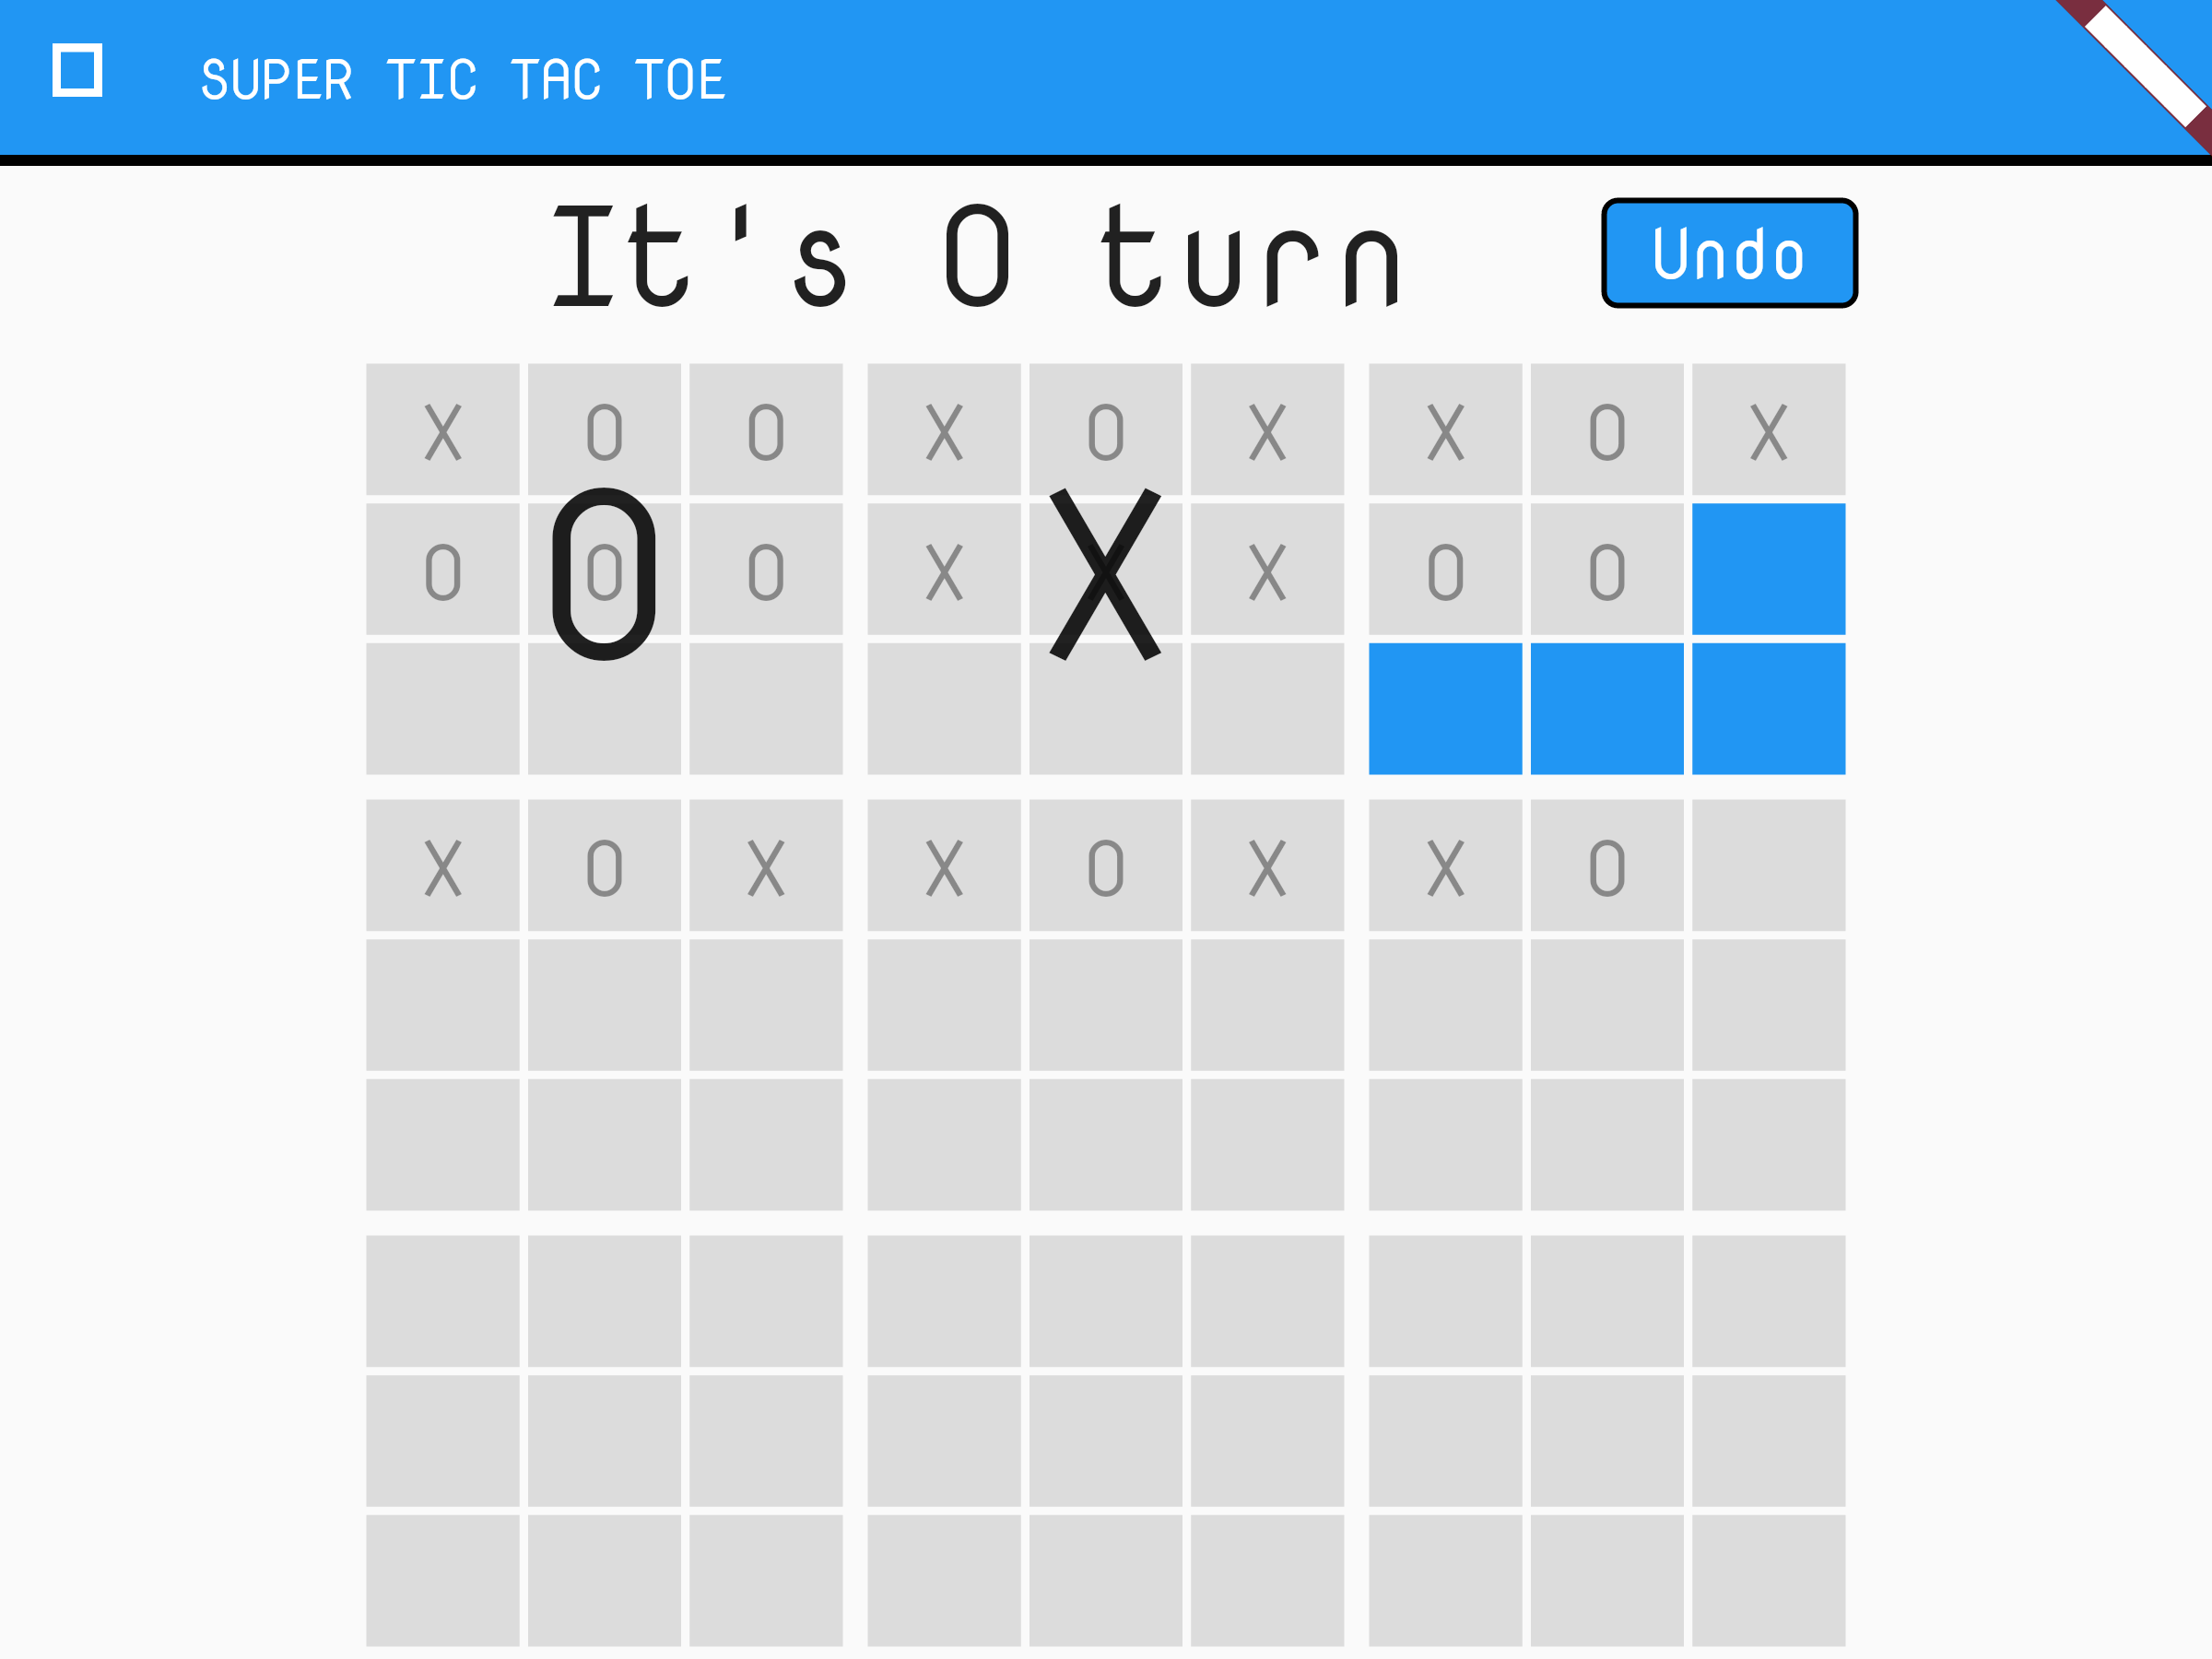 SUPER TIC TAC TOE
It's O turn
Undo
X O O X O X X O X
O O O X X X O O
O X
X O X X O X X O